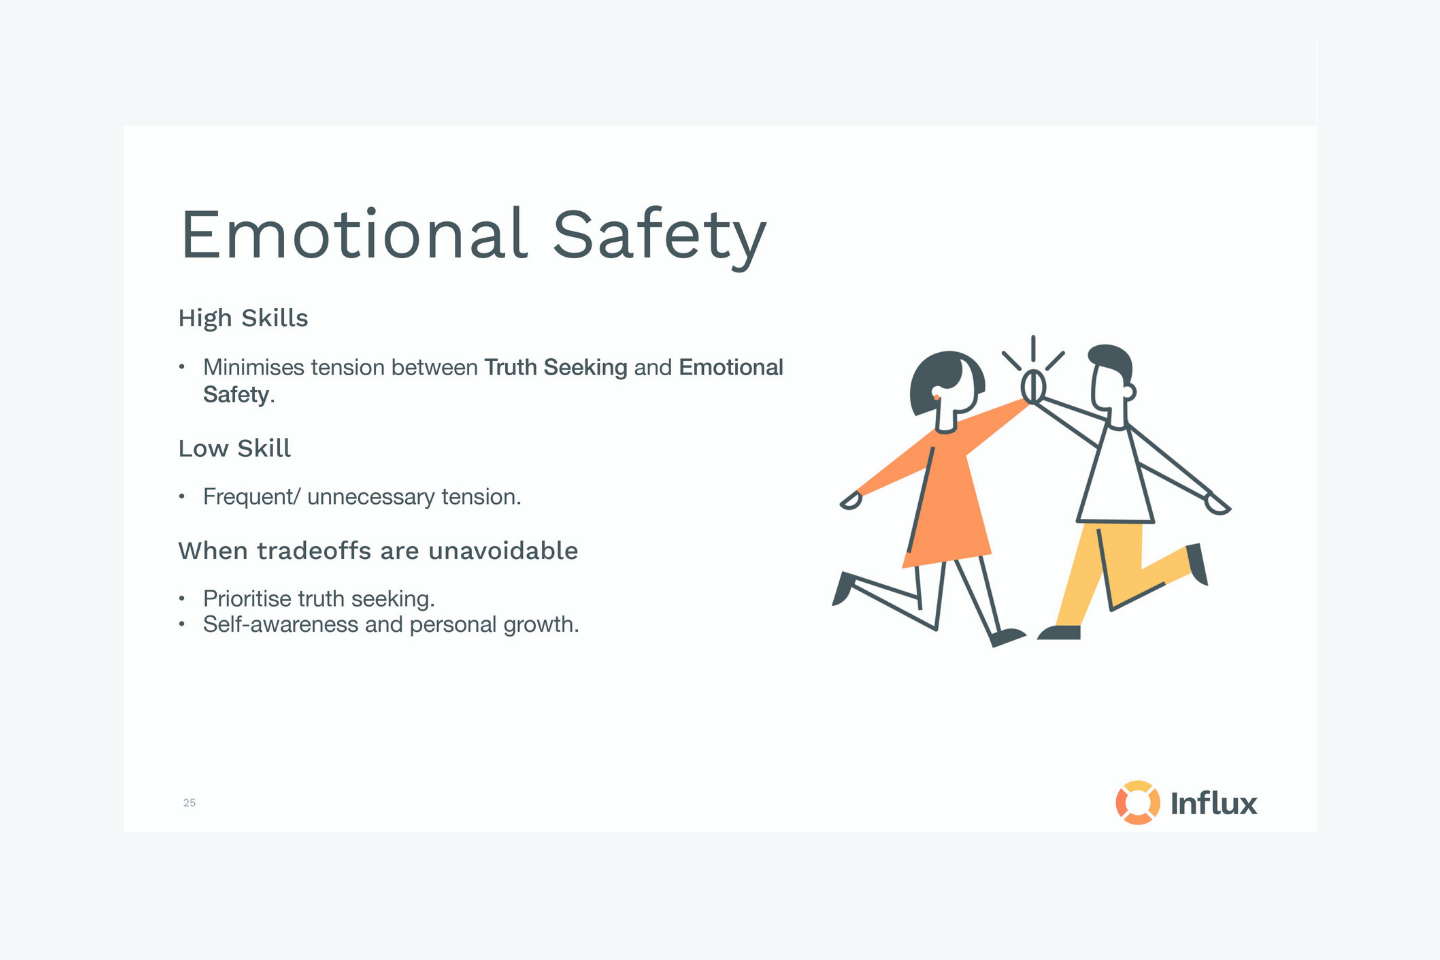 Emotional Safety
High Skills
• Minimises tension between Truth Seeking and Emotional
Safety.
Low Skill
• Frequent/ unnecessary tension.
When tradeoffs are unavoidable
• Prioritise truth seeking.
• Self-awareness and personal growth.
25
Influx